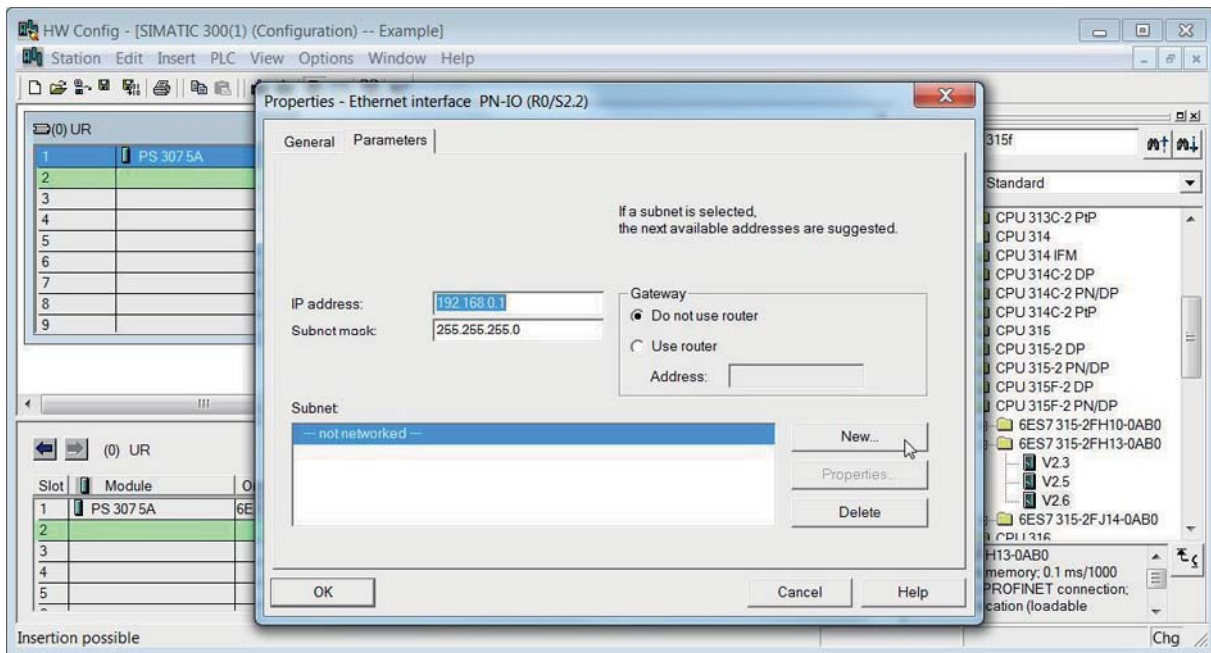 HW Config - [SIMATIC 300(1) (Configuration) -- Example]
Station Edit Insert PLC View Options Window Help
Properties - Ethernet interface PN-IO (R0/S2.2)
General Parameters
If a subnet is selected,
the next available addresses are suggested.
IP address: 192.168.0.1
Subnet mask: 255.255.255.0
Gateway
Do not use router
Use router
Address:
Subnet:
--- not networked ---
New...
Properties...
Delete
OK Cancel Help
(0) UR
1 PS 307 5A
2
3
4
5
6
7
8
9
(0) UR
Slot Module
1 PS 307 5A 6E
2
3
4
5
315f
Standard
CPU 313C-2 PtP
CPU 314
CPU 314 IFM
CPU 314C-2 DP
CPU 314C-2 PN/DP
CPU 314C-2 PtP
CPU 315
CPU 315-2 DP
CPU 315-2 PN/DP
CPU 315F-2 DP
CPU 315F-2 PN/DP
6ES7 315-2FH10-0AB0
6ES7 315-2FH13-0AB0
V2.3
V2.5
V2.6
6ES7 315-2FJ14-0AB0
CPU 316
H13-0AB0
memory; 0.1 ms/1000
PROFINET connection;
cation (loadable
Insertion possible
Chg